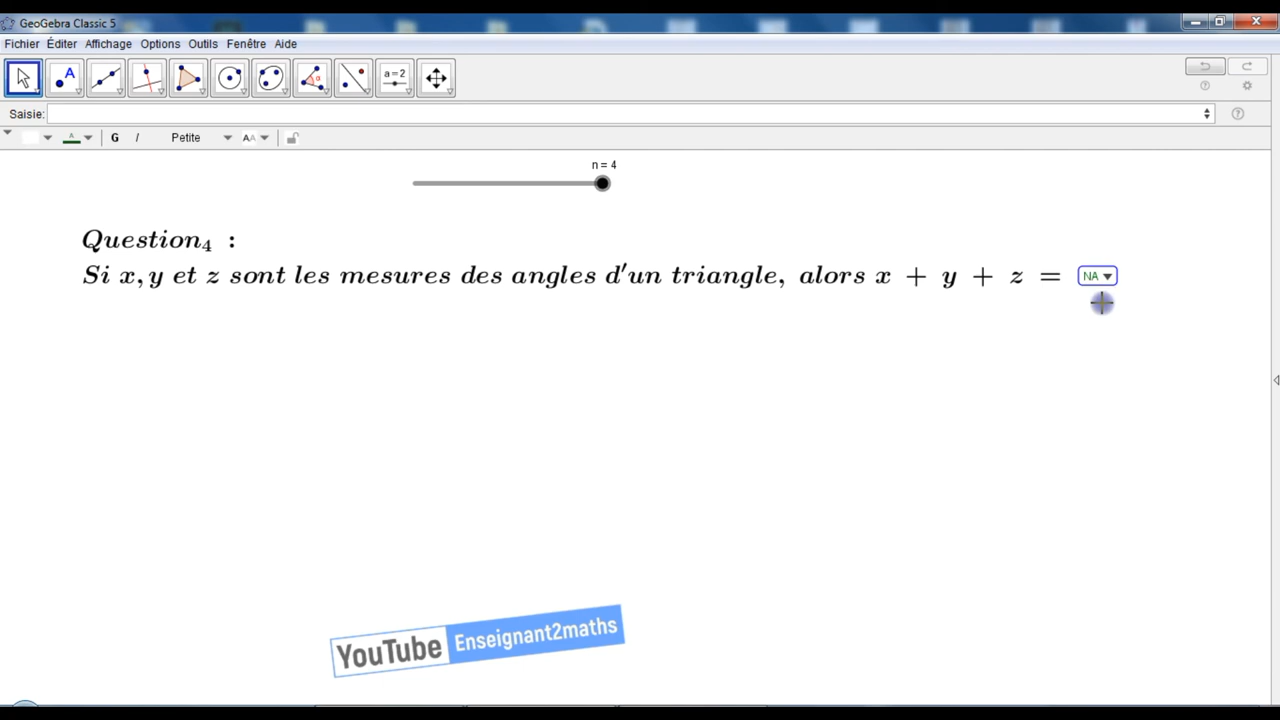 GeoGebra Classic 5
Fichier Éditer Affichage Options Outils Fenêtre Aide
A
α
a=2
Saisie:
A G I Petite AA
n = 4
Question₄ :
Si x, y et z sont les mesures des angles d'un triangle, alors x + y + z = NA
YouTube Enseignant2maths